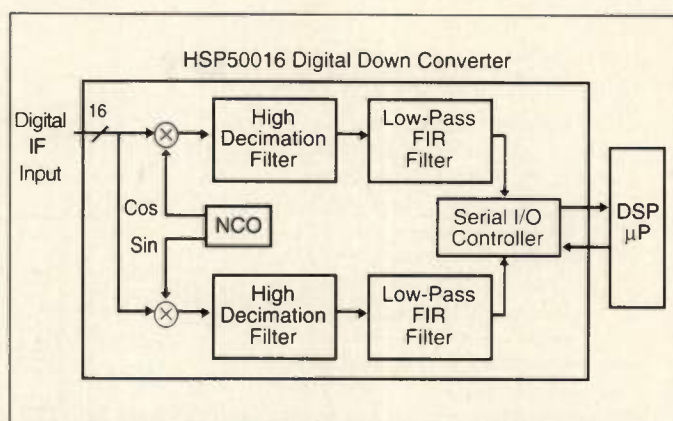 HSP50016 Digital Down Converter
16
Digital
IF
Input
High
Decimation
Filter
Low-Pass
FIR
Filter
Cos
Sin
NCO
Serial I/O
Controller
DSP
μP
High
Decimation
Filter
Low-Pass
FIR
Filter